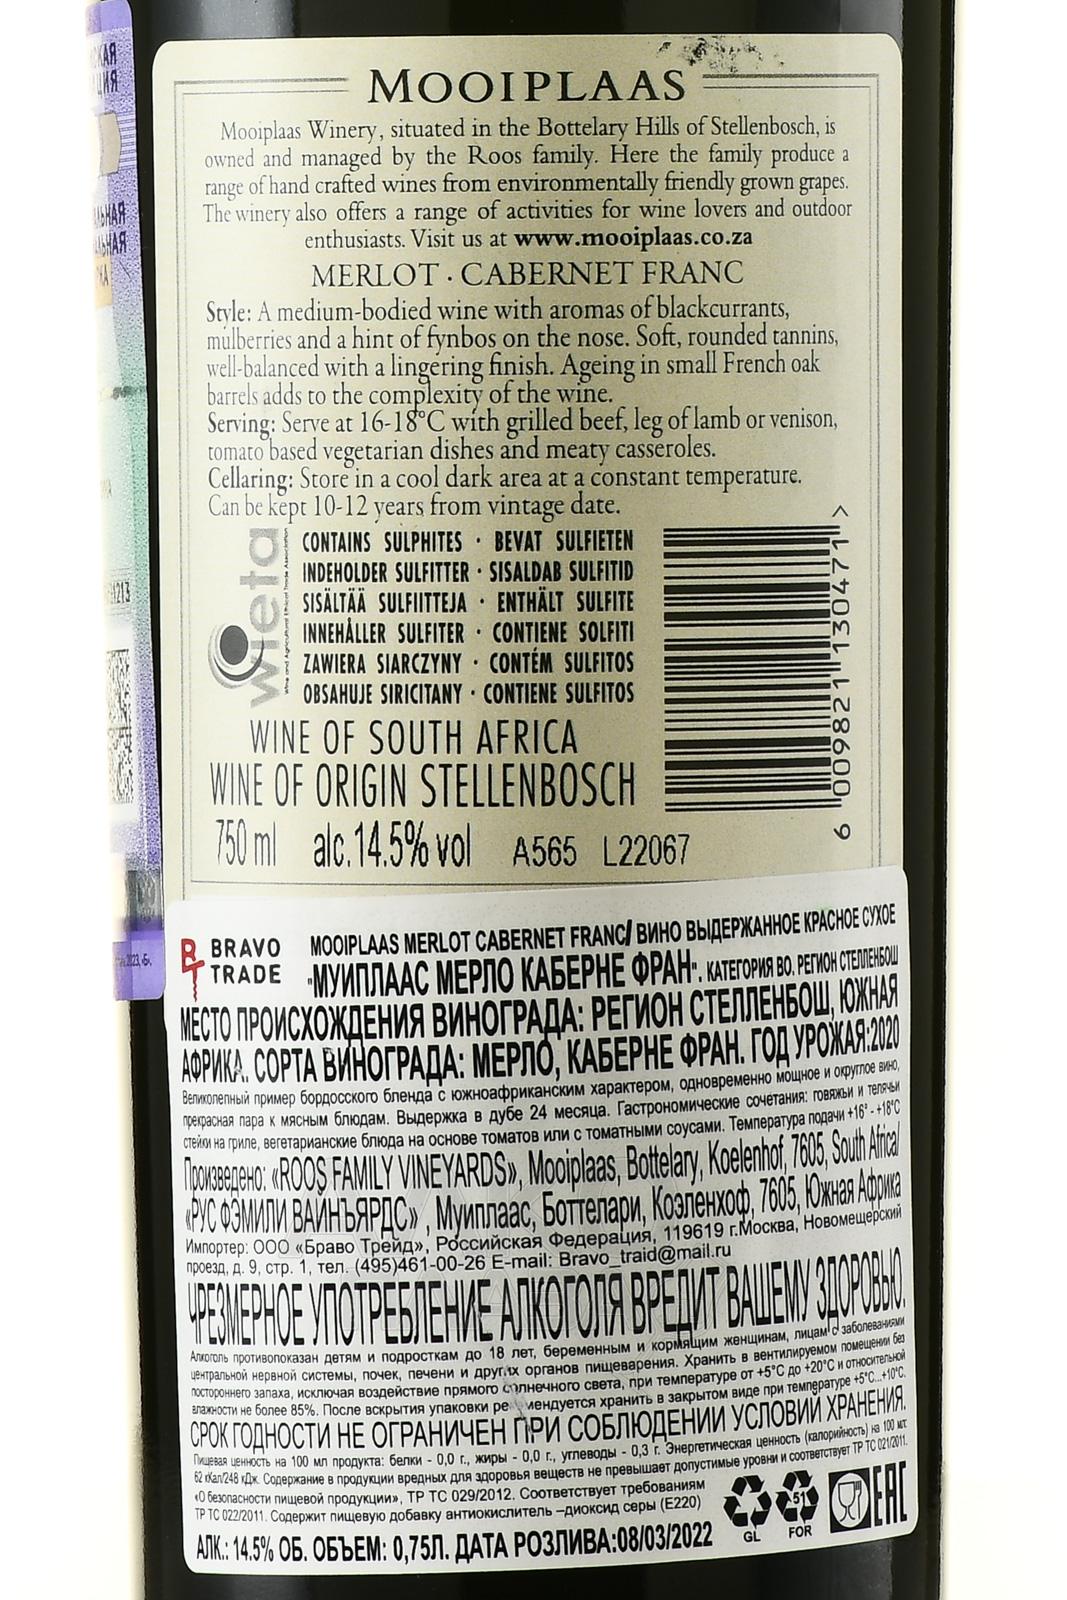 MOOIPLAAS
Mooiplaas Winery, situated in the Bottelary Hills of Stellenbosch, is
owned and managed by the Roos family. Here the family produce a
range of hand crafted wines from environmentally friendly grown grapes.
The winery also offers a range of activities for wine lovers and outdoor
enthusiasts. Visit us at www.mooiplaas.co.za
MERLOT · CABERNET FRANC
Style: A medium-bodied wine with aromas of blackcurrants,
mulberries and a hint of fynbos on the nose. Soft, rounded tannins,
well-balanced with a lingering finish. Ageing in small French oak
barrels adds to the complexity of the wine.
Serving: Serve at 16-18°C with grilled beef, leg of lamb or venison,
tomato based vegetarian dishes and meaty casseroles.
Cellaring: Store in a cool dark area at a constant temperature.
Can be kept 10-12 years from vintage date.
wieta
Wine and Agricultural Ethical Trade Association
CONTAINS SULPHITES · BEVAT SULFIETEN
INDEHOLDER SULFITTER · SISALDAB SULFITID
SISÄLTÄÄ SULFIITTEJA · ENTHÄLT SULFITE
INNEHÅLLER SULFITER · CONTIENE SOLFITI
ZAWIERA SIARCZYNY · CONTÉM SULFITOS
OBSAHUJE SIRICITANY · CONTIENE SULFITOS
WINE OF SOUTH AFRICA
WINE OF ORIGIN STELLENBOSCH
750 ml alc.14.5% vol A565 L22067
6 009821 130471 >
BRAVO
TRADE
MOOIPLAAS MERLOT CABERNET FRANC/ ВИНО ВЫДЕРЖАННОЕ КРАСНОЕ СУХОЕ
"МУИПЛААС МЕРЛО КАБЕРНЕ ФРАН". КАТЕГОРИЯ ВО. РЕГИОН СТЕЛЛЕНБОШ
МЕСТО ПРОИСХОЖДЕНИЯ ВИНОГРАДА: РЕГИОН СТЕЛЛЕНБОШ, ЮЖНАЯ
АФРИКА. СОРТА ВИНОГРАДА: МЕРЛО, КАБЕРНЕ ФРАН. ГОД УРОЖАЯ:2020
Великолепный пример бордосского бленда с южноафриканским характером, одновременно мощное и округлое вино,
прекрасная пара к мясным блюдам. Выдержка в дубе 24 месяца. Гастрономические сочетания: говяжьи и телячьи
стейки на гриле, вегетарианские блюда на основе томатов или с томатными соусами. Температура подачи +16° - +18°С
Произведено: «ROOS FAMILY VINEYARDS», Mooiplaas, Bottelary, Koelenhof, 7605, South Africa/
«РУС ФЭМИЛИ ВАЙНЪЯРДС» , Муиплаас, Боттелари, Коэленхоф, 7605, Южная Африка
Импортер: ООО «Браво Трейд», Российская Федерация, 119619 г.Москва, Новомещерский
проезд, д. 9, стр. 1, тел. (495)461-00-26 E-mail: Bravo_traid@mail.ru
ЧРЕЗМЕРНОЕ УПОТРЕБЛЕНИЕ АЛКОГОЛЯ ВРЕДИТ ВАШЕМУ ЗДОРОВЬЮ.
Алкоголь противопоказан детям и подросткам до 18 лет, беременным и кормящим женщинам, лицам с заболеваниями
центральной нервной системы, почек, печени и других органов пищеварения. Хранить в вентилируемом помещении без
постороннего запаха, исключая воздействие прямого солнечного света, при температуре от +5°С до +20°С и относительной
влажности не более 85%. После вскрытия упаковки рекомендуется хранить в закрытом виде при температуре +5°С...+10°С.
СРОК ГОДНОСТИ НЕ ОГРАНИЧЕН ПРИ СОБЛЮДЕНИИ УСЛОВИЙ ХРАНЕНИЯ.
Пищевая ценность на 100 мл продукта: белки - 0,0 г., жиры - 0,0 г., углеводы - 0,3 г. Энергетическая ценность (калорийность) на 100 мл:
62 кКал/248 кДж. Содержание в продукции вредных для здоровья веществ не превышает допустимые уровни и соответствует ТР ТС 021/2011.
«О безопасности пищевой продукции», ТР ТС 029/2012. Соответствует требованиям
ТР ТС 022/2011. Содержит пищевую добавку антиокислитель –диоксид серы (Е220)
АЛК.: 14.5% ОБ. ОБЪЕМ: 0,75Л. ДАТА РОЗЛИВА:08/03/2022
GL
51
FOR
EAC